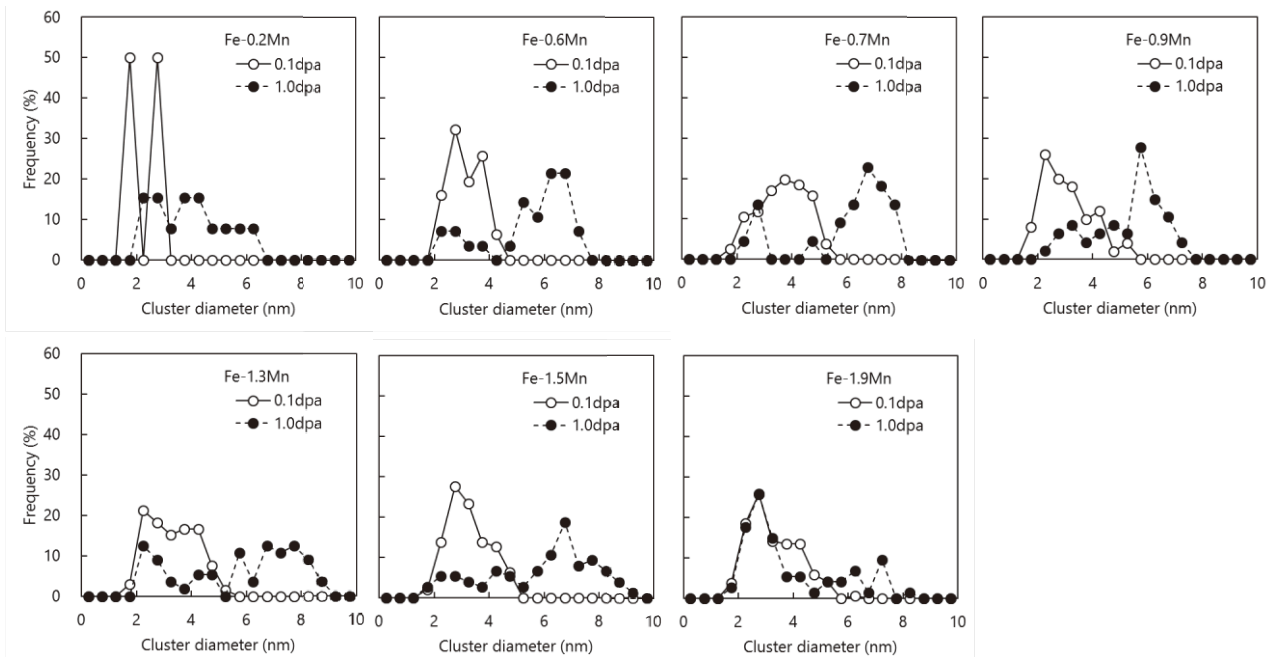 60
50
40
30
20
10
0
Frequency (%)
Fe-0.2Mn
0.1dpa
1.0dpa
0 2 4 6 8 10
Cluster diameter (nm)
Fe-0.6Mn
0.1dpa
1.0dpa
0 2 4 6 8 10
Cluster diameter (nm)
Fe-0.7Mn
0.1dpa
1.0dpa
0 2 4 6 8 10
Cluster diameter (nm)
Fe-0.9Mn
0.1dpa
1.0dpa
0 2 4 6 8 10
Cluster diameter (nm)
60
50
40
30
20
10
0
Frequency (%)
Fe-1.3Mn
0.1dpa
1.0dpa
0 2 4 6 8 10
Cluster diameter (nm)
Fe-1.5Mn
0.1dpa
1.0dpa
0 2 4 6 8 10
Cluster diameter (nm)
Fe-1.9Mn
0.1dpa
1.0dpa
0 2 4 6 8 10
Cluster diameter (nm)